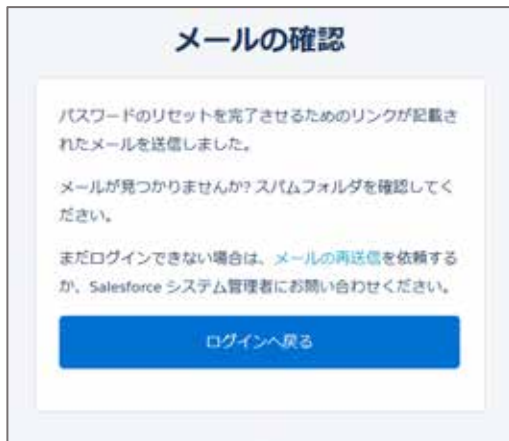 メールの確認
パスワードのリセットを完了させるためのリンクが記載さ
れたメールを送信しました。
メールが見つかりませんか? スパムフォルダを確認してく
ださい。
まだログインできない場合は、メールの再送信を依頼する
か、Salesforce システム管理者にお問い合わせください。
ログインへ戻る